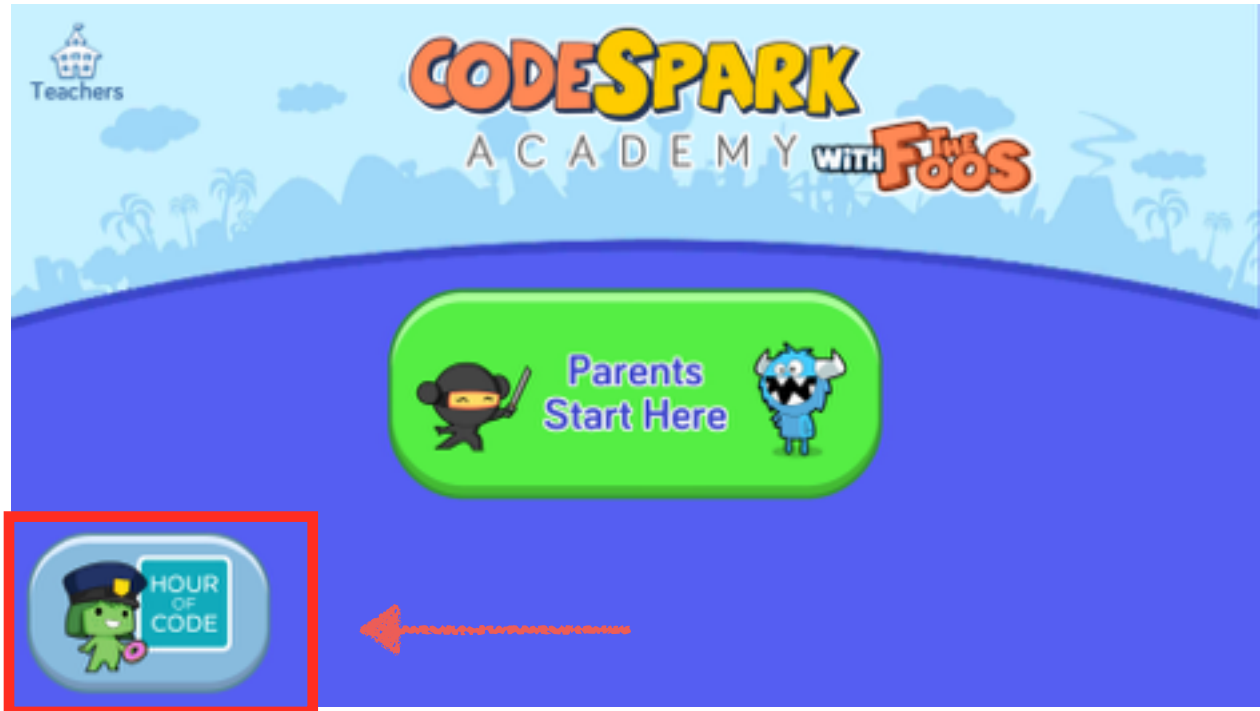 Teachers
CODESPARK
ACADEMY WITH THE FOOS
Parents
Start Here
HOUR
OF
CODE